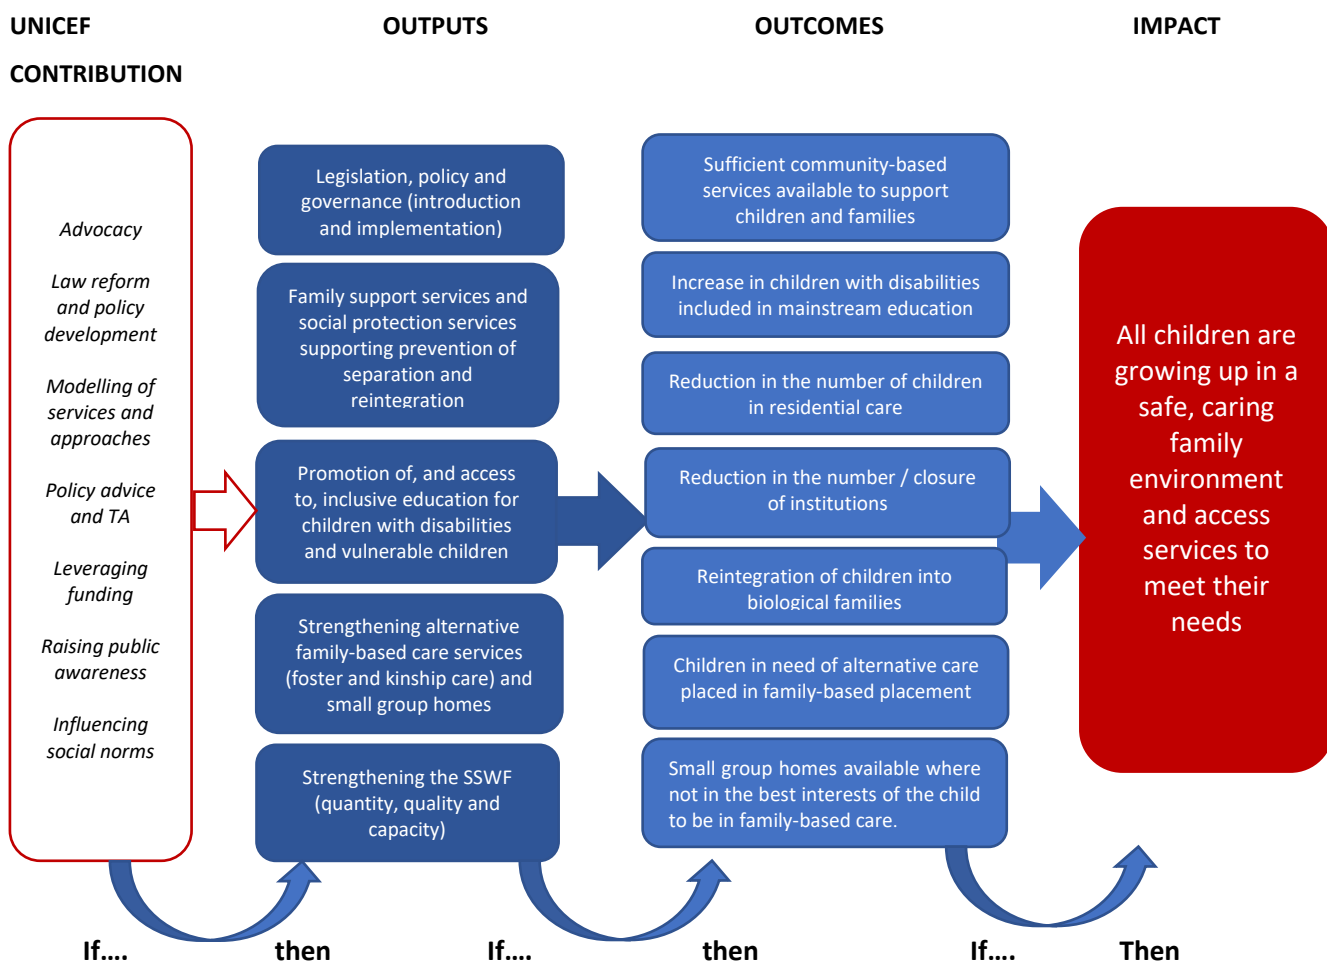 UNICEF
CONTRIBUTION
OUTPUTS
OUTCOMES
IMPACT
Advocacy
Law reform
and policy
development
Modelling of
services and
approaches
Policy advice
and TA
Leveraging
funding
Raising public
awareness
Influencing
social norms
Legislation, policy and
governance (introduction
and implementation)
Family support services and
social protection services
supporting prevention of
separation and
reintegration
Promotion of, and access
to, inclusive education for
children with disabilities
and vulnerable children
Strengthening alternative
family-based care services
(foster and kinship care) and
small group homes
Strengthening the SSWF
(quantity, quality and
capacity)
Sufficient community-based
services available to support
children and families
Increase in children with disabilities
included in mainstream education
Reduction in the number of children
in residential care
Reduction in the number / closure
of institutions
Reintegration of children into
biological families
Children in need of alternative care
placed in family-based placement
Small group homes available where
not in the best interests of the child
to be in family-based care.
All children are
growing up in a
safe, caring
family
environment
and access
services to
meet their
needs
If.... then If.... then If.... Then